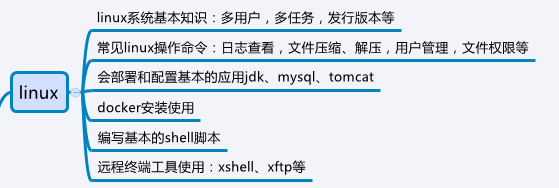 linux系统基本知识：多用户，多任务，发行版本等
常见linux操作命令：日志查看，文件压缩、解压，用户管理，文件权限等
linux
会部署和配置基本的应用jdk、mysql、tomcat
docker安装使用
编写基本的shell脚本
远程终端工具使用：xshell、xftp等